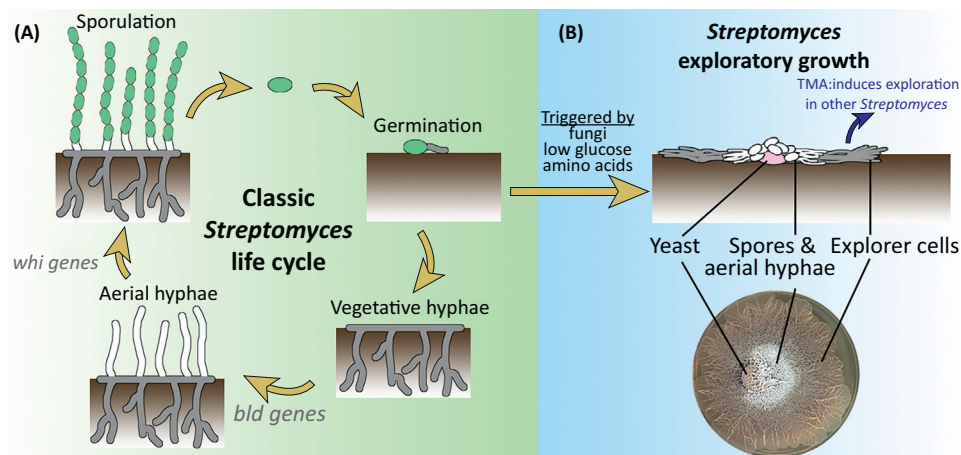 (A)
Sporulation
Germination
Classic
Streptomyces
life cycle
whi genes
Aerial hyphae
Vegetative hyphae
bld genes
(B)
Streptomyces
exploratory growth
TMA:induces exploration
in other Streptomyces
Triggered by
fungi
low glucose
amino acids
Yeast
Spores &
aerial hyphae
Explorer cells